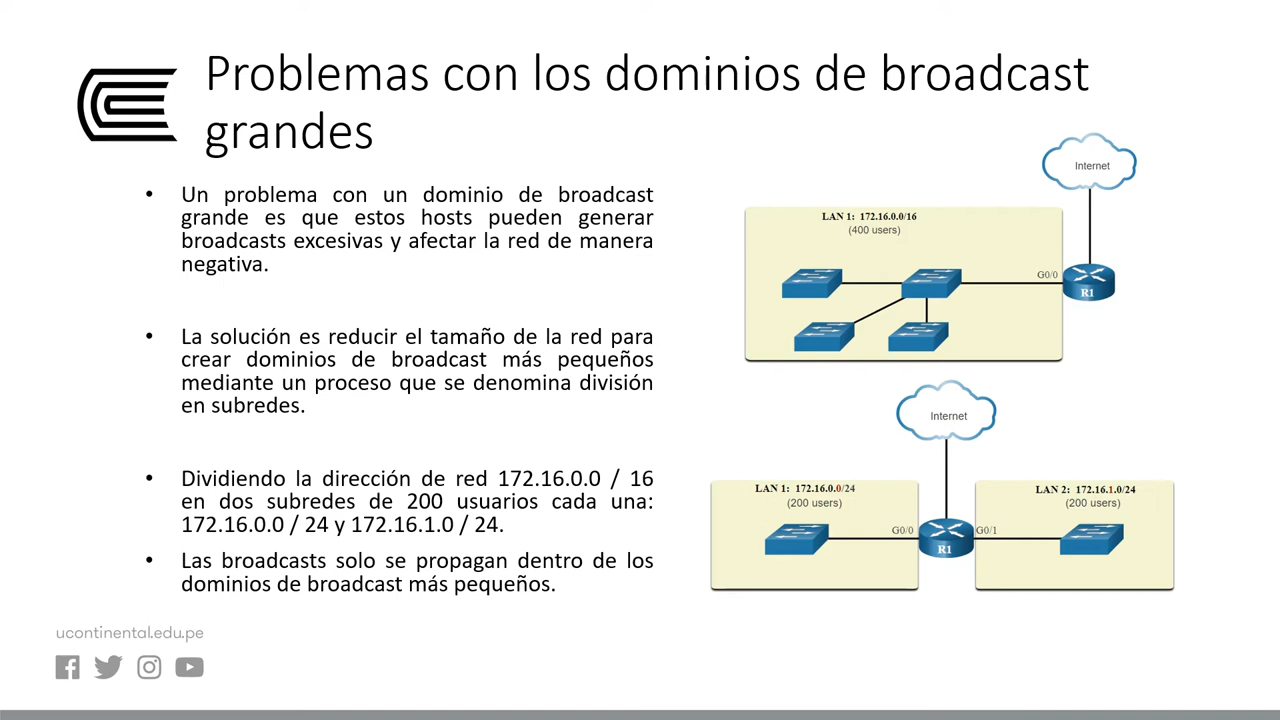 Problemas con los dominios de broadcast
grandes
• Un problema con un dominio de broadcast
grande es que estos hosts pueden generar
broadcasts excesivas y afectar la red de manera
negativa.
• La solución es reducir el tamaño de la red para
crear dominios de broadcast más pequeños
mediante un proceso que se denomina división
en subredes.
• Dividiendo la dirección de red 172.16.0.0 / 16
en dos subredes de 200 usuarios cada una:
172.16.0.0 / 24 y 172.16.1.0 / 24.
• Las broadcasts solo se propagan dentro de los
dominios de broadcast más pequeños.
Internet
LAN 1: 172.16.0.0/16
(400 users)
G0/0
R1
Internet
LAN 1: 172.16.0.0/24
(200 users)
G0/0
R1
G0/1
LAN 2: 172.16.1.0/24
(200 users)
ucontinental.edu.pe